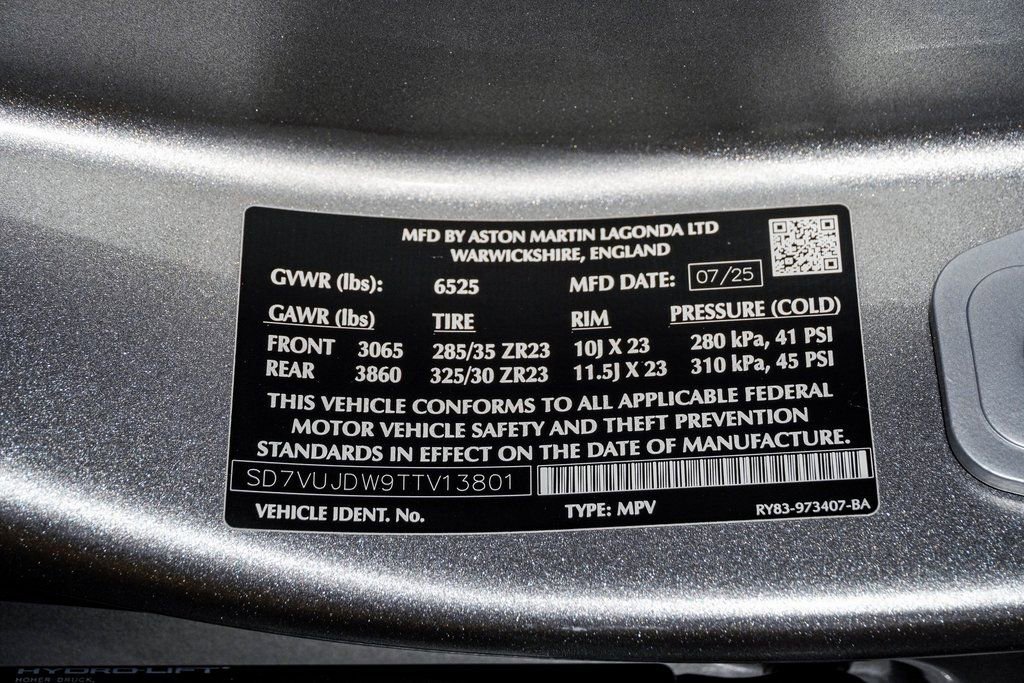 MFD BY ASTON MARTIN LAGONDA LTD
WARWICKSHIRE, ENGLAND
GVWR (lbs): 6525 MFD DATE: 07/25
GAWR (lbs) TIRE RIM PRESSURE (COLD)
FRONT 3065 285/35 ZR23 10J X 23 280 kPa, 41 PSI
REAR 3860 325/30 ZR23 11.5J X 23 310 kPa, 45 PSI
THIS VEHICLE CONFORMS TO ALL APPLICABLE FEDERAL
MOTOR VEHICLE SAFETY AND THEFT PREVENTION
STANDARDS IN EFFECT ON THE DATE OF MANUFACTURE.
SD7VUJDW9TTV13801
VEHICLE IDENT. No. TYPE: MPV RY83-973407-BA
HYDRO-LIFT